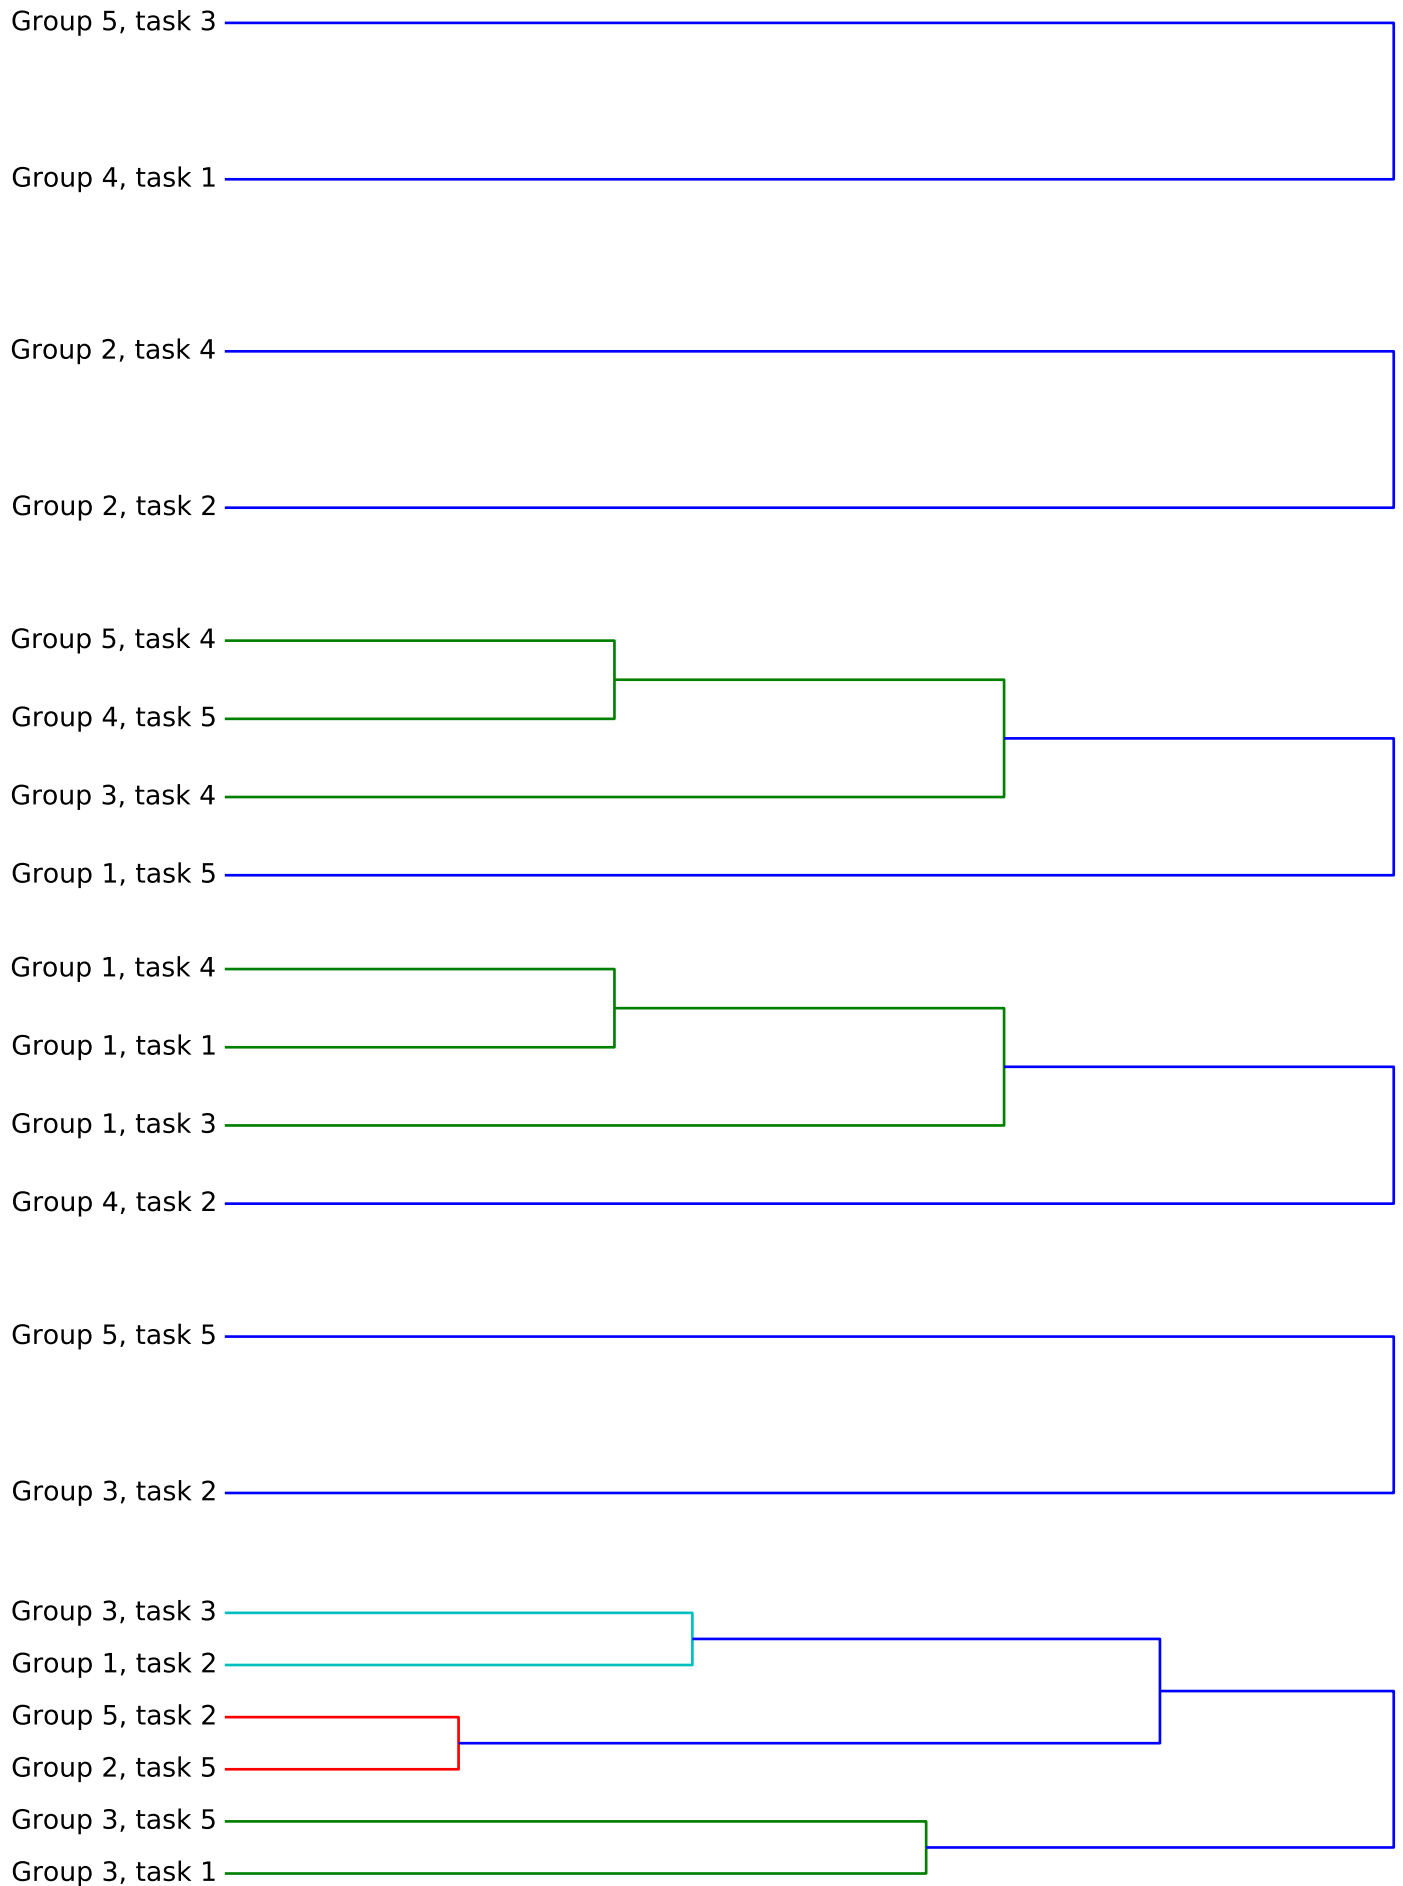 Group 5, task 3
Group 4, task 1
Group 2, task 4
Group 2, task 2
Group 5, task 4
Group 4, task 5
Group 3, task 4
Group 1, task 5
Group 1, task 4
Group 1, task 1
Group 1, task 3
Group 4, task 2
Group 5, task 5
Group 3, task 2
Group 3, task 3
Group 1, task 2
Group 5, task 2
Group 2, task 5
Group 3, task 5
Group 3, task 1